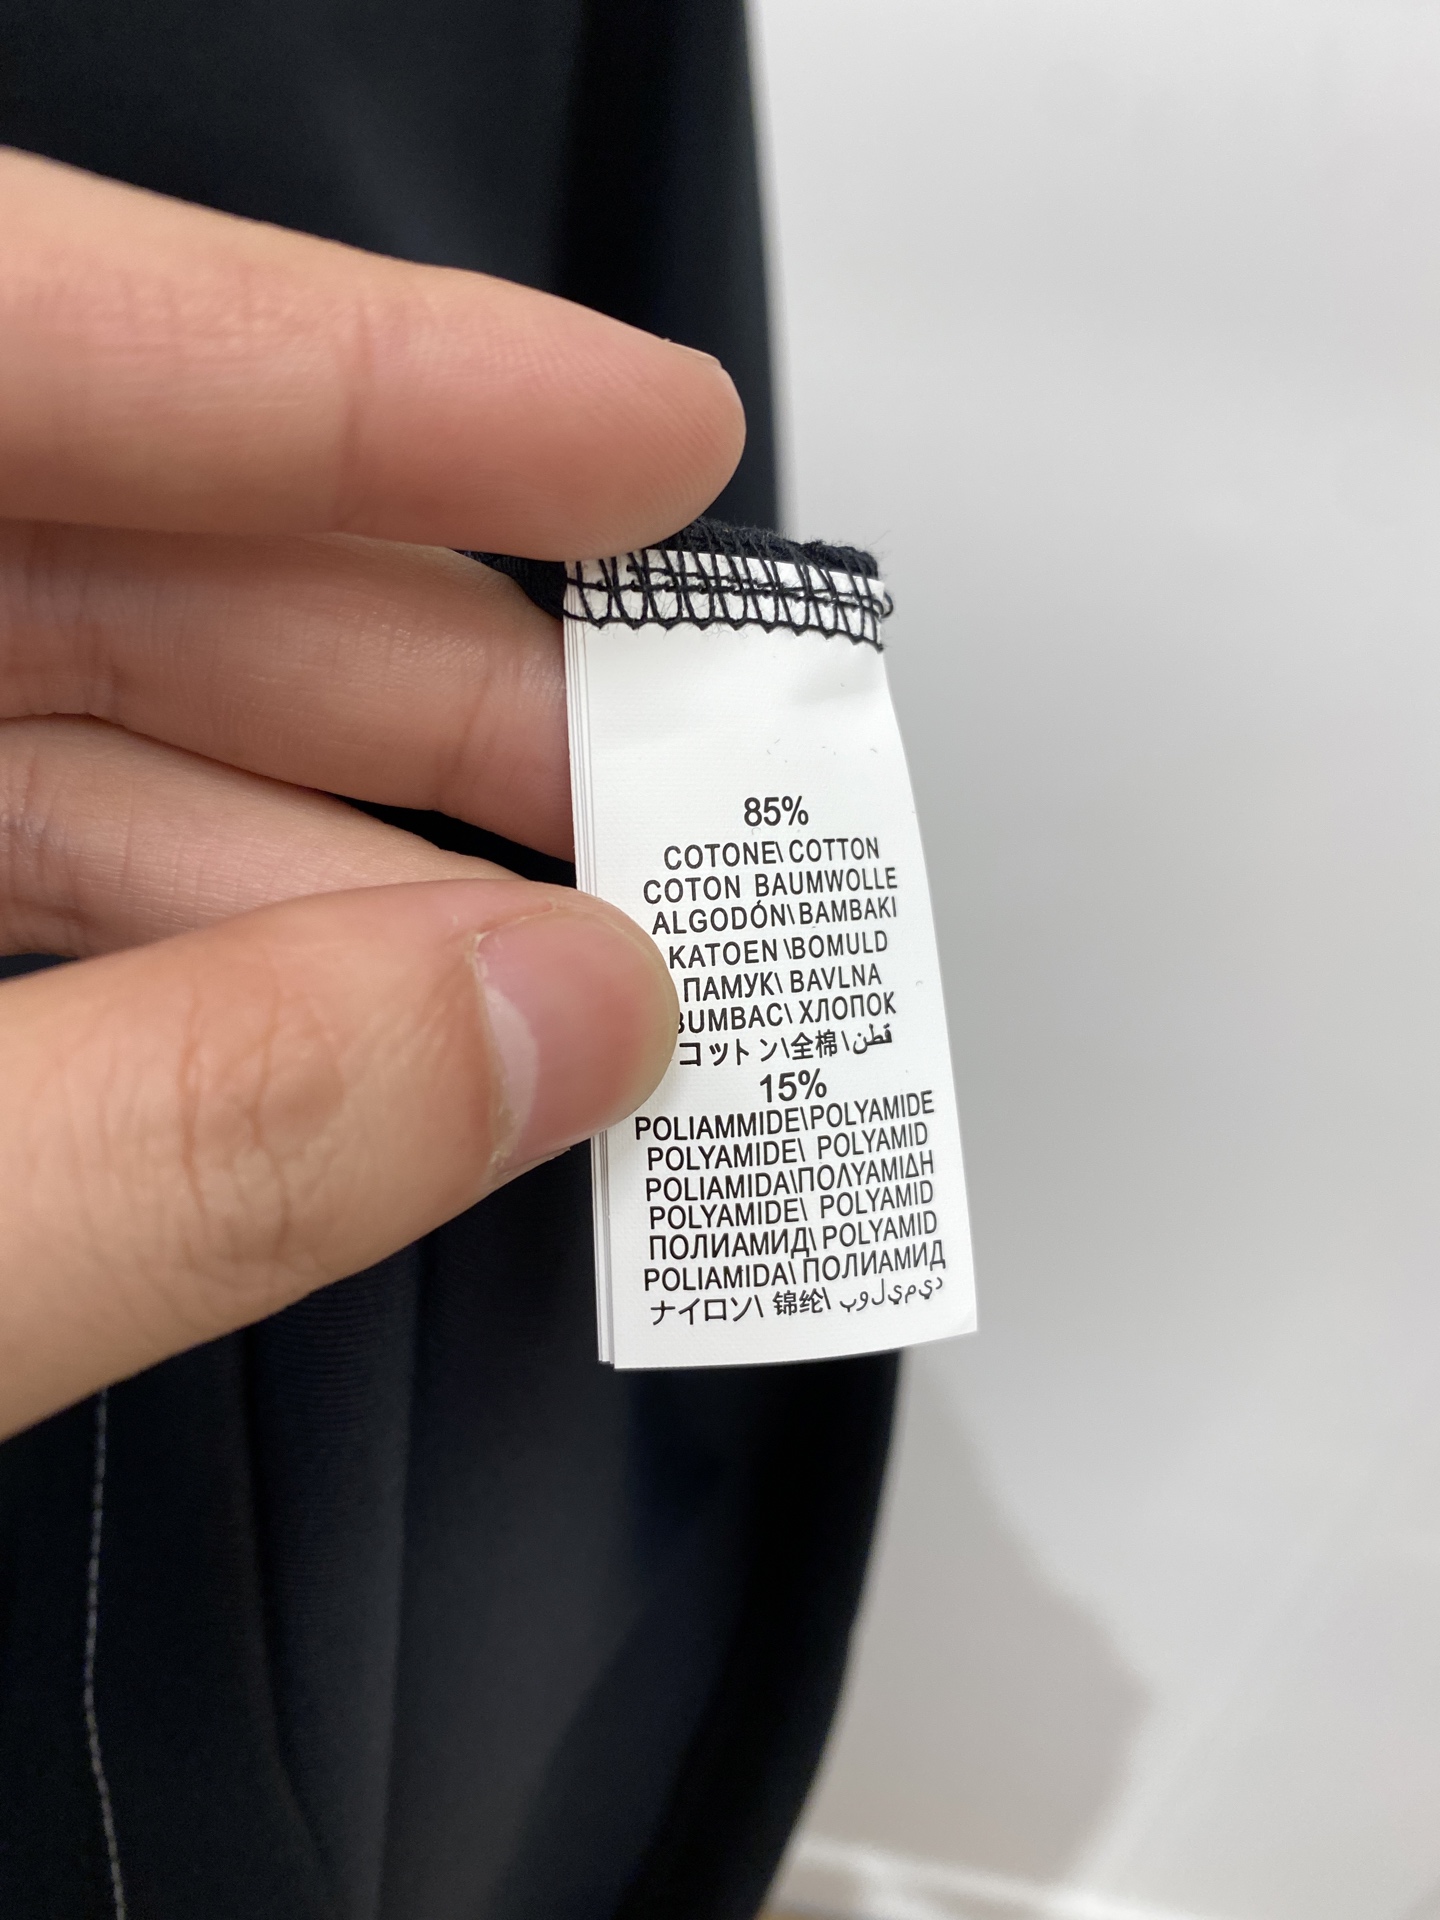 85%
COTONE\ COTTON
COTON BAUMWOLLE
ALGODÓN\ BAMBAKI
KATOEN \BOMULD
ПАМУК\ BAVLNA
BUMBAC\ ХЛОПОК
コットン\全棉\قطن
15%
POLIAMMIDE\POLYAMIDE
POLYAMIDE\ POLYAMID
POLIAMIDA\ΠΟΛΥΑΜΙΔΗ
POLYAMIDE\ POLYAMID
ПОЛИАМИД\ POLYAMID
POLIAMIDA\ ПОЛИАМИД
ナイロン\ 锦纶\ ﺑﻮﻟﻳﻣﻳﺪ